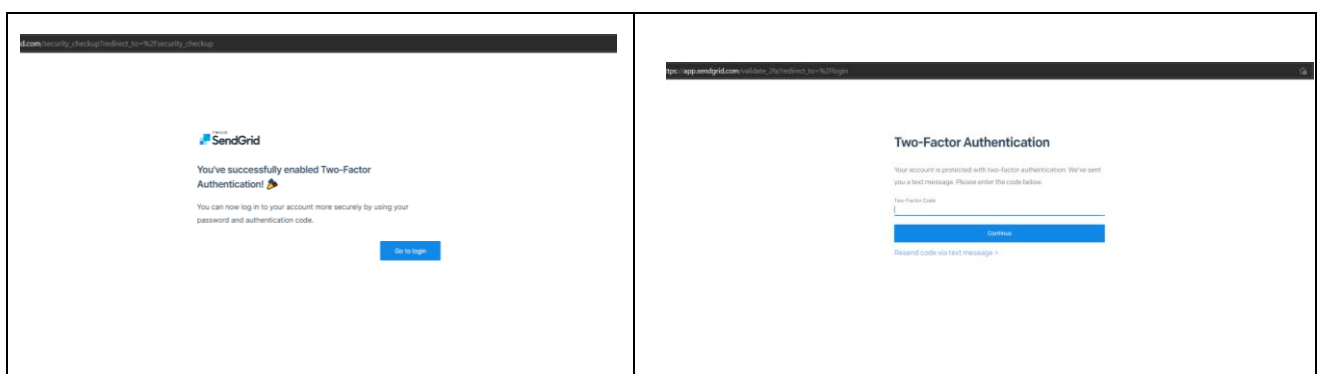 d.com/security_checkup?redirect_to=%2Fsecurity_checkup
SendGrid
You've successfully enabled Two-Factor
Authentication!
You can now log in to your account more securely by using your
password and authentication code.
Go to login
tps://app.sendgrid.com/validate_2fa?redirect_to=%2Flogin
Two-Factor Authentication
Your account is protected with two-factor authentication. We've sent
you a text message. Please enter the code below.
Two-Factor Code
Continue
Resend code via text message >